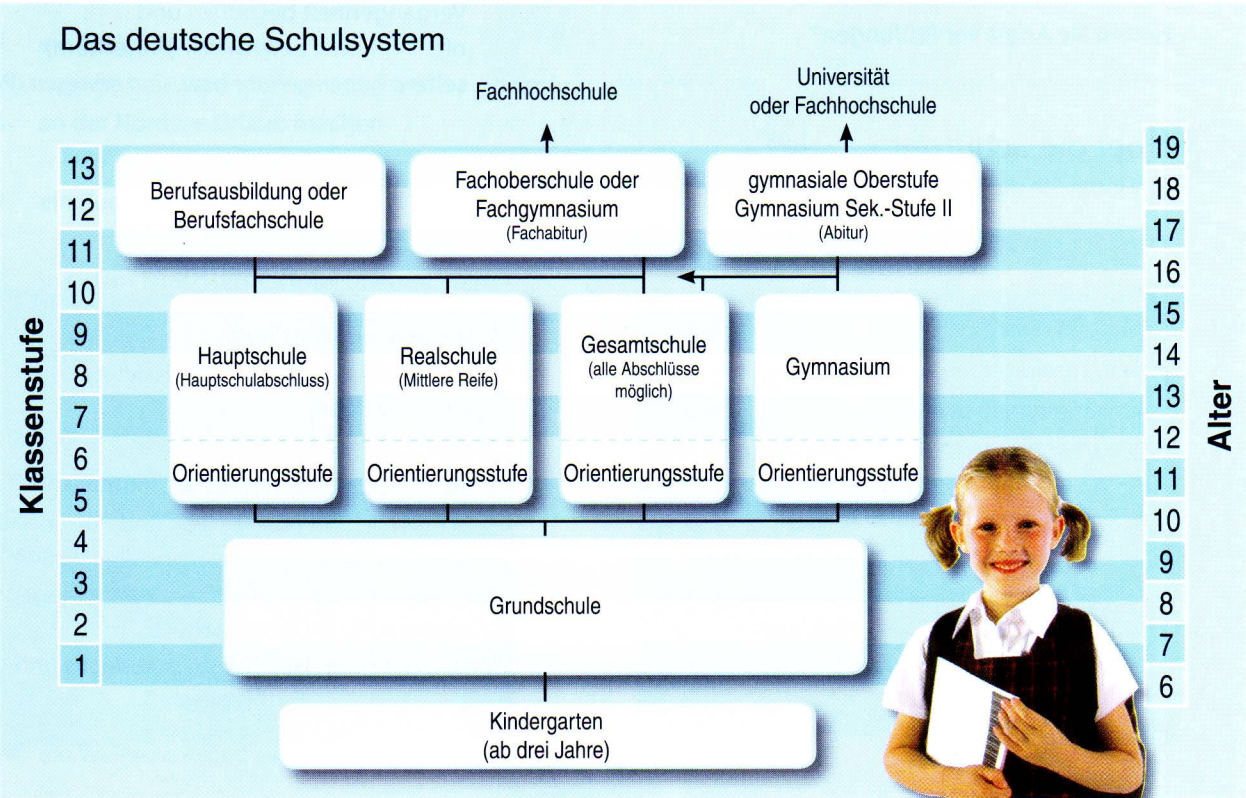 Das deutsche Schulsystem
Fachhochschule
Universität
oder Fachhochschule
Klassenstufe
13
12
11
10
9
8
7
6
5
4
3
2
1
Berufsausbildung oder
Berufsfachschule
Fachoberschule oder
Fachgymnasium
(Fachabitur)
gymnasiale Oberstufe
Gymnasium Sek.-Stufe II
(Abitur)
Hauptschule
(Hauptschulabschluss)
Orientierungsstufe
Realschule
(Mittlere Reife)
Orientierungsstufe
Gesamtschule
(alle Abschlüsse
möglich)
Orientierungsstufe
Gymnasium
Orientierungsstufe
Grundschule
Kindergarten
(ab drei Jahre)
19
18
17
16
15
14
13
12
11
10
9
8
7
6
Alter